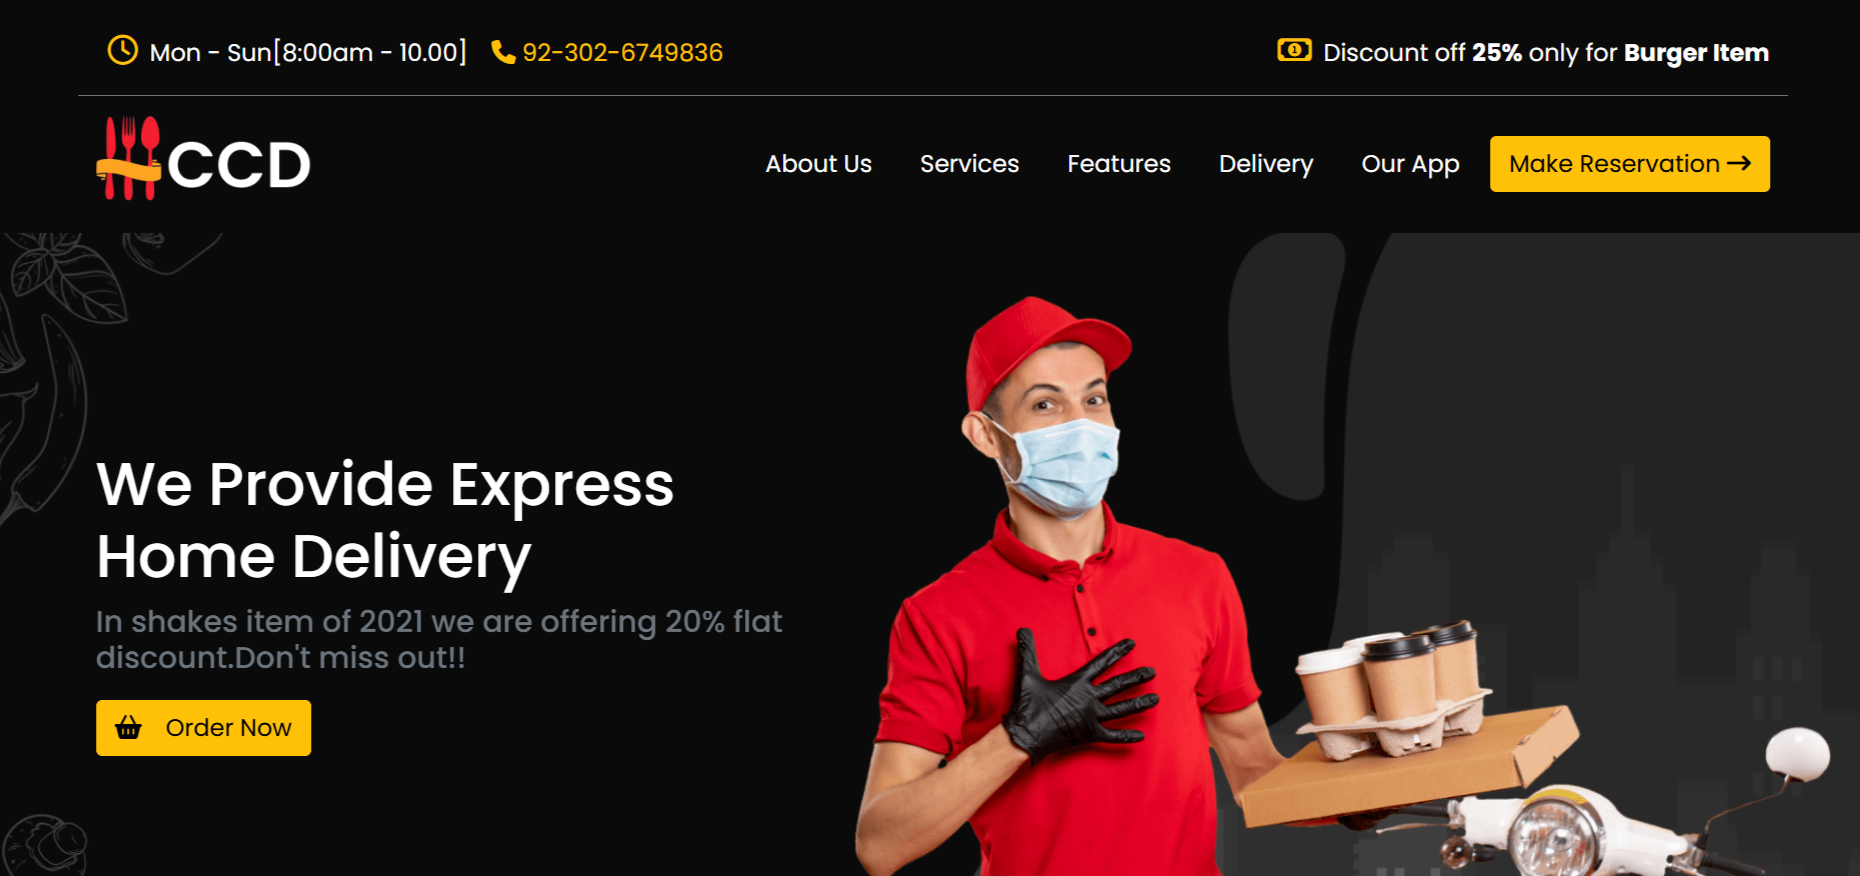 Mon - Sun[8:00am - 10.00]
92-302-6749836
Discount off 25% only for Burger Item
CCD
About Us
Services
Features
Delivery
Our App
Make Reservation
We Provide Express
Home Delivery
In shakes item of 2021 we are offering 20% flat
discount.Don't miss out!!
Order Now